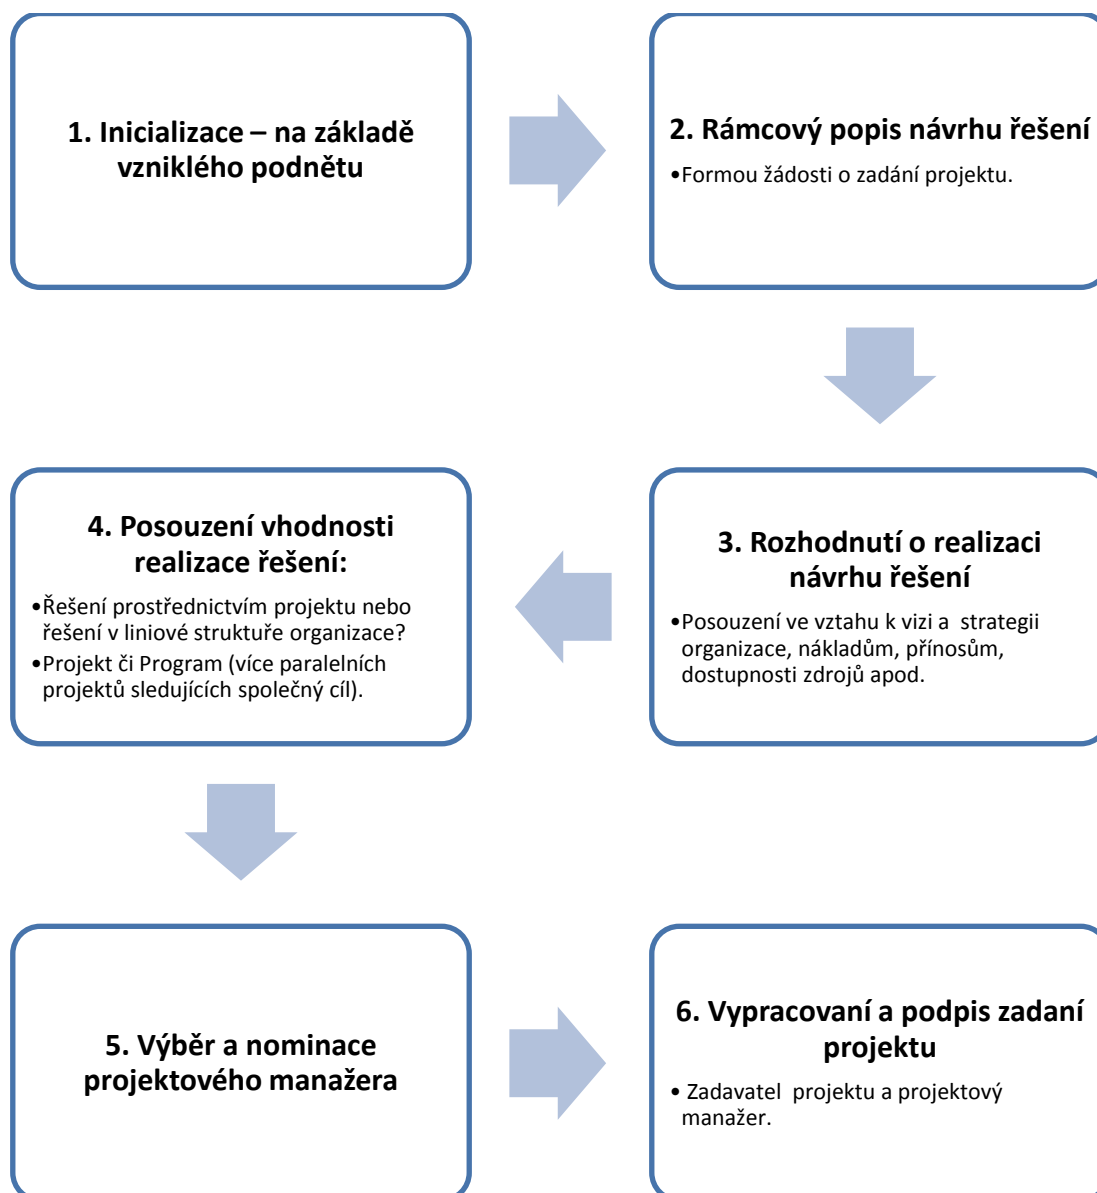 1. Inicializace – na základě
vzniklého podnětu
2. Rámcový popis návrhu řešení
•Formou žádosti o zadání projektu.
3. Rozhodnutí o realizaci
návrhu řešení
•Posouzení ve vztahu k vizi a strategii
organizace, nákladům, přínosům,
dostupnosti zdrojů apod.
4. Posouzení vhodnosti
realizace řešení:
•Řešení prostřednictvím projektu nebo
řešení v liniové struktuře organizace?
•Projekt či Program (více paralelních
projektů sledujících společný cíl).
5. Výběr a nominace
projektového manažera
6. Vypracovaní a podpis zadaní
projektu
• Zadavatel projektu a projektový
manažer.